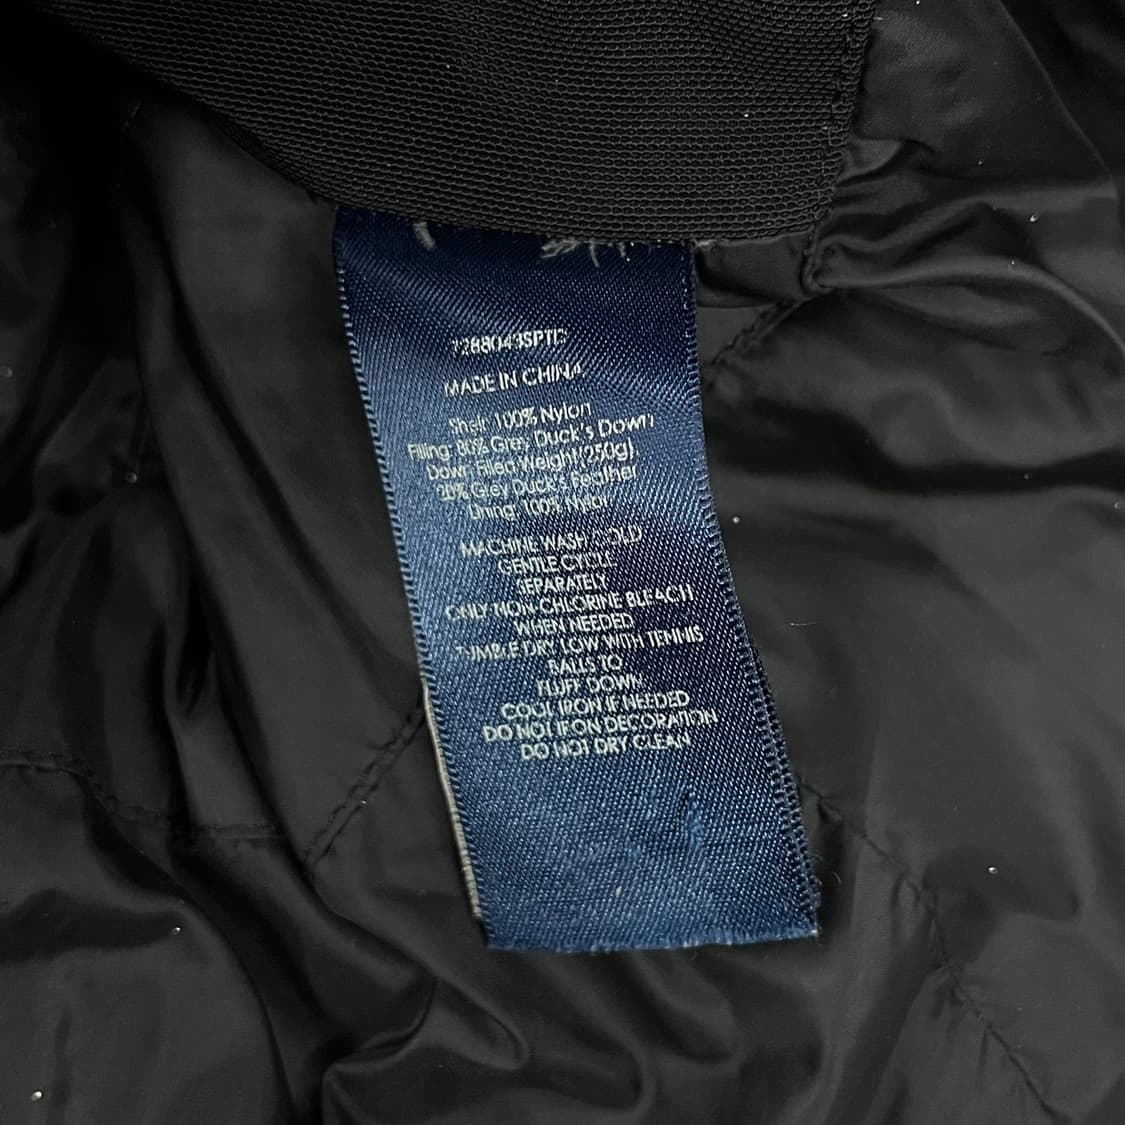 MADE IN CHINA
Shell: 100% Nylon
Filling: 80% Grey Duck's Down
Down Filled Weight(250g)
20% Grey Duck's Feather
Lining: 100% Nylon
MACHINE WASH COLD
GENTLE CYCLE
SEPARATELY
ONLY NON-CHLORINE BLEACH
WHEN NEEDED
TUMBLE DRY LOW WITH TENNIS
BALLS TO
FLUFF DOWN
COOL IRON IF NEEDED
DO NOT IRON DECORATION
DO NOT DRY CLEAN